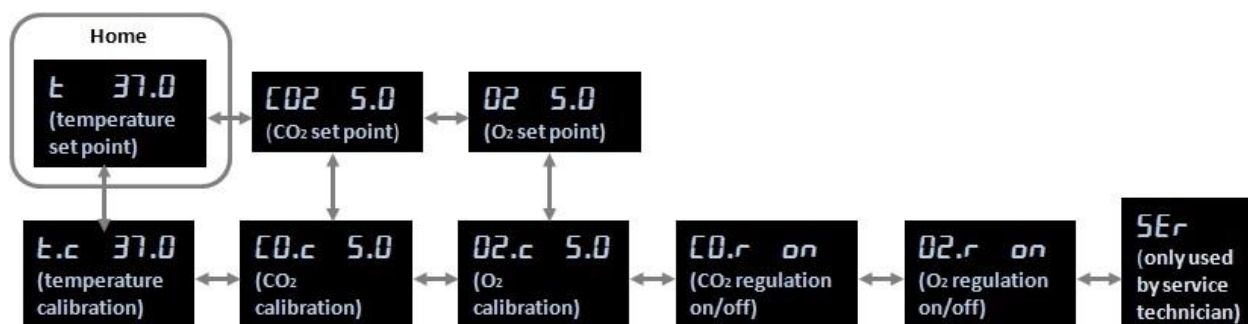 Home
t 37.0
(temperature
set point)
CO2 5.0
(CO₂ set point)
O2 5.0
(O₂ set point)
t.c 37.0
(temperature
calibration)
CO.c 5.0
(CO₂
calibration)
O2.c 5.0
(O₂
calibration)
CO.r on
(CO₂ regulation
on/off)
O2.r on
(O₂ regulation
on/off)
SEr
(only used
by service
technician)